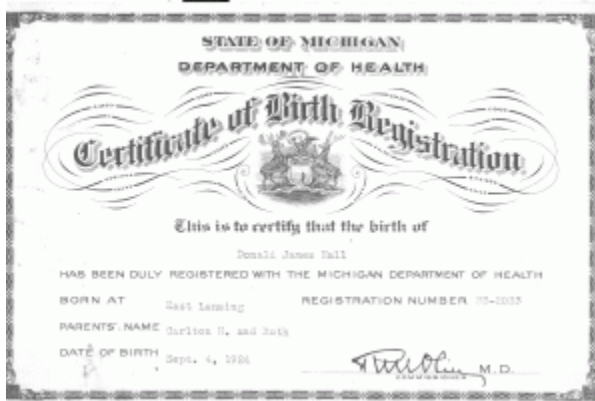 STATE OF MICHIGAN
DEPARTMENT OF HEALTH
Certificate of Birth Registration
This is to certify that the birth of
Donald James Hall
HAS BEEN DULY REGISTERED WITH THE MICHIGAN DEPARTMENT OF HEALTH
BORN AT East Lansing REGISTRATION NUMBER
PARENTS' NAME Carlton H. and Ruth
DATE OF BIRTH Sept. 4,
M.D.
COMMISSIONER